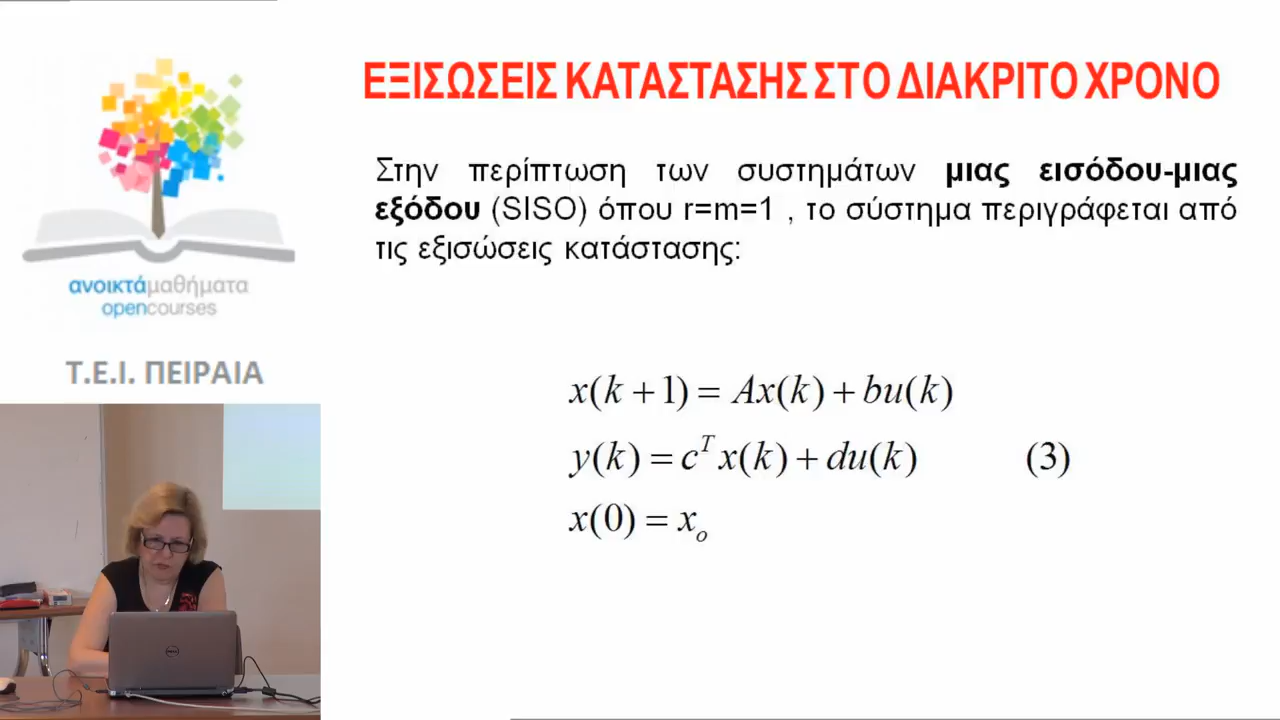 ΕΞΙΣΩΣΕΙΣ ΚΑΤΑΣΤΑΣΗΣ ΣΤΟ ΔΙΑΚΡΙΤΟ ΧΡΟΝΟ
Στην περίπτωση των συστημάτων μιας εισόδου-μιας
εξόδου (SISO) όπου r=m=1 , το σύστημα περιγράφεται από
τις εξισώσεις κατάστασης:
x(k+1) = Ax(k) + bu(k)
y(k) = c^T x(k) + du(k) (3)
x(0) = x_o
ανοικτάμαθήματα
opencourses
Τ.Ε.Ι. ΠΕΙΡΑΙΑ
DELL